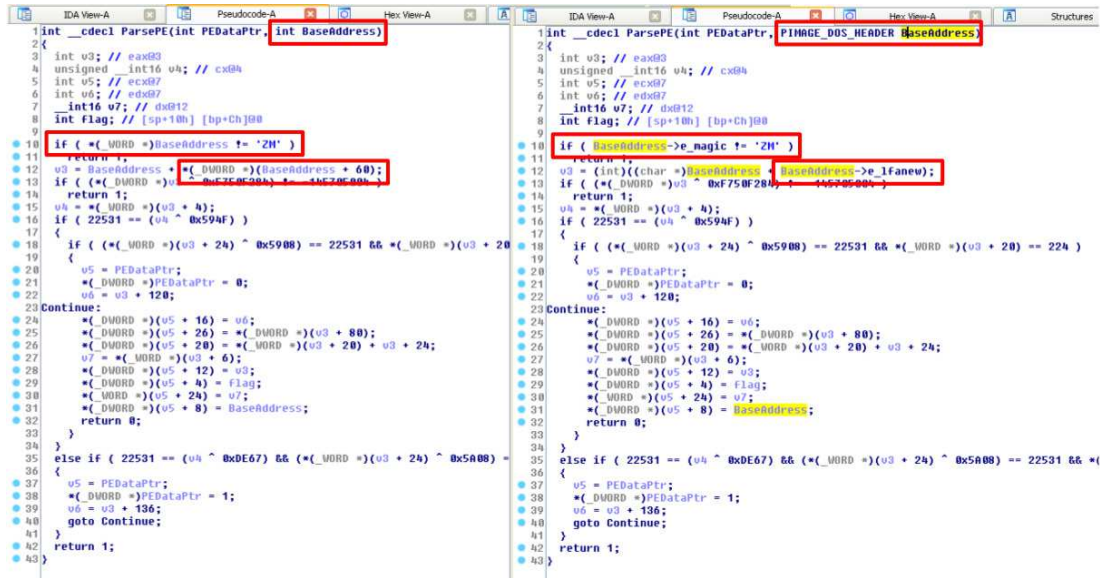 IDA View-A Pseudocode-A Hex View-A A
1 int __cdecl ParsePE(int PEDataPtr, int BaseAddress)
2 {
3 int v3; // eax@3
4 unsigned __int16 v4; // cx@4
5 int v5; // ecx@7
6 int v6; // edx@7
7 __int16 v7; // dx@12
8 int flag; // [sp+10h] [bp+Ch]@0
9
10 if ( *(_WORD *)BaseAddress != 'ZM' )
11 return 1;
12 v3 = BaseAddress + *(_DWORD *)(BaseAddress + 60);
13 if ( (*(_DWORD *)v3 ^ 0xF750F284) != -145705004 )
14 return 1;
15 v4 = *(_WORD *)(v3 + 4);
16 if ( 22531 == (v4 ^ 0x594F) )
17 {
18 if ( (*(_WORD *)(v3 + 24) ^ 0x5908) == 22531 && *(_WORD *)(v3 + 20
19 {
20 v5 = PEDataPtr;
21 *(_DWORD *)PEDataPtr = 0;
22 v6 = v3 + 120;
23 Continue:
24 *(_DWORD *)(v5 + 16) = v6;
25 *(_DWORD *)(v5 + 26) = *(_DWORD *)(v3 + 80);
26 *(_DWORD *)(v5 + 20) = *(_WORD *)(v3 + 20) + v3 + 24;
27 v7 = *(_WORD *)(v3 + 6);
28 *(_DWORD *)(v5 + 12) = v3;
29 *(_DWORD *)(v5 + 4) = flag;
30 *(_WORD *)(v5 + 24) = v7;
31 *(_DWORD *)(v5 + 8) = BaseAddress;
32 return 0;
33 }
34 }
35 else if ( 22531 == (v4 ^ 0xDE67) && (*(_WORD *)(v3 + 24) ^ 0x5A08) =
36 {
37 v5 = PEDataPtr;
38 *(_DWORD *)PEDataPtr = 1;
39 v6 = v3 + 136;
40 goto Continue;
41 }
42 return 1;
43 }
IDA View-A Pseudocode-A Hex View-A A Structures
1 int __cdecl ParsePE(int PEDataPtr, PIMAGE_DOS_HEADER BaseAddress)
2 {
3 int v3; // eax@3
4 unsigned __int16 v4; // cx@4
5 int v5; // ecx@7
6 int v6; // edx@7
7 __int16 v7; // dx@12
8 int flag; // [sp+10h] [bp+Ch]@0
9
10 if ( BaseAddress->e_magic != 'ZM' )
11 return 1;
12 v3 = (int)((char *)BaseAddress + BaseAddress->e_lfanew);
13 if ( (*(_DWORD *)v3 ^ 0xF750F284) != -145705004 )
14 return 1;
15 v4 = *(_WORD *)(v3 + 4);
16 if ( 22531 == (v4 ^ 0x594F) )
17 {
18 if ( (*(_WORD *)(v3 + 24) ^ 0x5908) == 22531 && *(_WORD *)(v3 + 20) == 224 )
19 {
20 v5 = PEDataPtr;
21 *(_DWORD *)PEDataPtr = 0;
22 v6 = v3 + 120;
23 Continue:
24 *(_DWORD *)(v5 + 16) = v6;
25 *(_DWORD *)(v5 + 26) = *(_DWORD *)(v3 + 80);
26 *(_DWORD *)(v5 + 20) = *(_WORD *)(v3 + 20) + v3 + 24;
27 v7 = *(_WORD *)(v3 + 6);
28 *(_DWORD *)(v5 + 12) = v3;
29 *(_DWORD *)(v5 + 4) = flag;
30 *(_WORD *)(v5 + 24) = v7;
31 *(_DWORD *)(v5 + 8) = BaseAddress;
32 return 0;
33 }
34 }
35 else if ( 22531 == (v4 ^ 0xDE67) && (*(_WORD *)(v3 + 24) ^ 0x5A08) == 22531 && *(
36 {
37 v5 = PEDataPtr;
38 *(_DWORD *)PEDataPtr = 1;
39 v6 = v3 + 136;
40 goto Continue;
41 }
42 return 1;
43 }